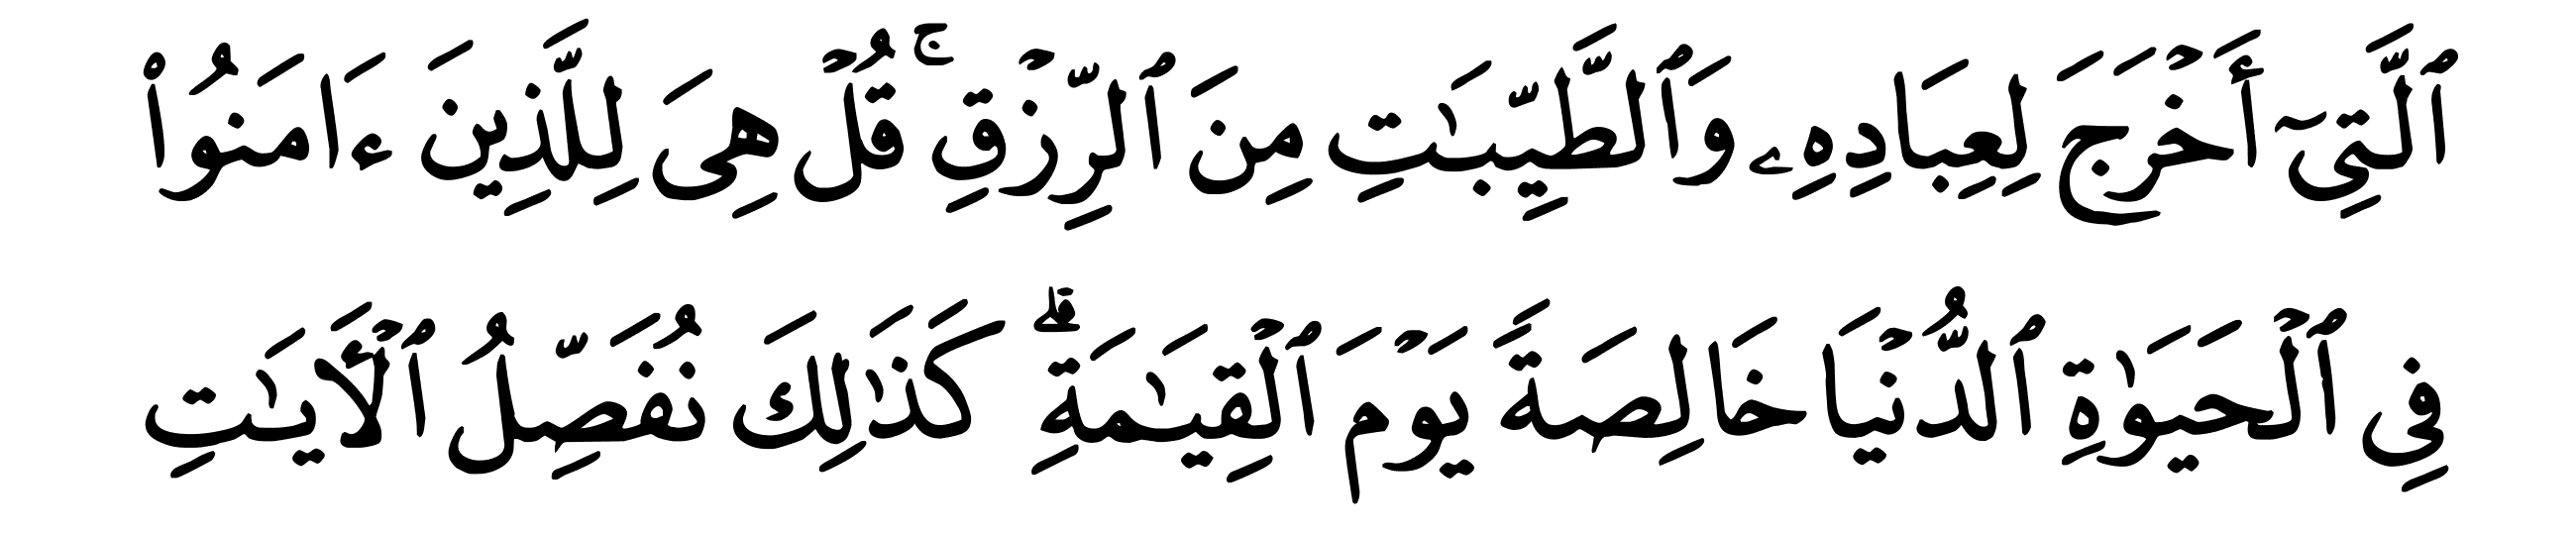 ٱلَّتِىٓ أَخْرَجَ لِعِبَادِهِۦ وَٱلطَّيِّبَـٰتِ مِنَ ٱلرِّزْقِ ۚ قُلْ هِىَ لِلَّذِينَ ءَامَنُوا۟
فِى ٱلْحَيَوٰةِ ٱلدُّنْيَا خَالِصَةً يَوْمَ ٱلْقِيَـٰمَةِ ۗ كَذَٰلِكَ نُفَصِّلُ ٱلْأَيَـٰتِ